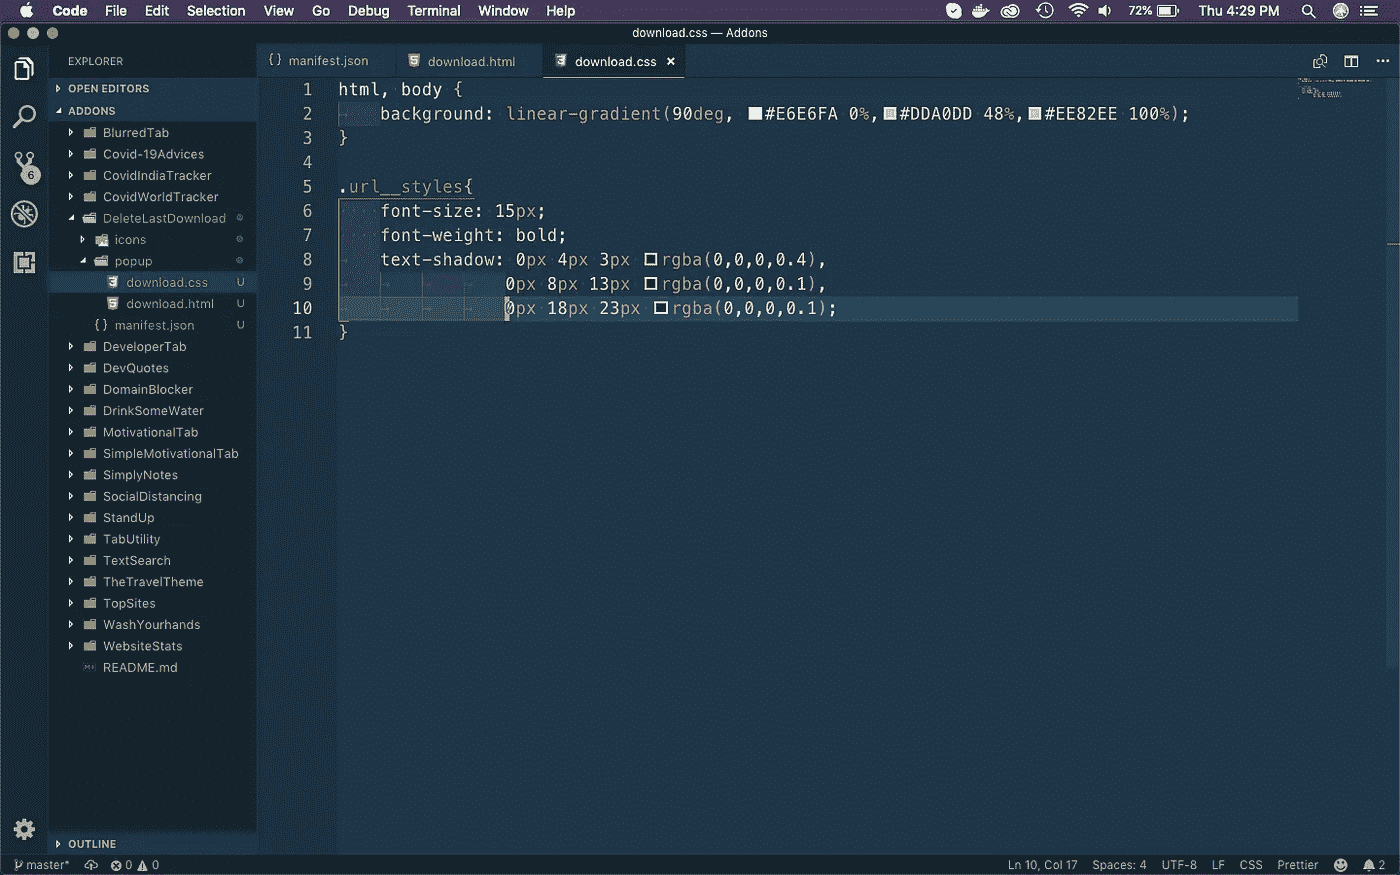 Code File Edit Selection View Go Debug Terminal Window Help 72% Thu 4:29 PM
download.css — Addons
EXPLORER
OPEN EDITORS
ADDONS
BlurredTab
Covid-19Advices
CovidIndiaTracker
CovidWorldTracker
DeleteLastDownload
icons
popup
download.css U
download.html U
{ } manifest.json U
DeveloperTab
DevQuotes
DomainBlocker
DrinkSomeWater
MotivationalTab
SimpleMotivationalTab
SimplyNotes
SocialDistancing
StandUp
TabUtility
TextSearch
TheTravelTheme
TopSites
WashYourhands
WebsiteStats
README.md
OUTLINE
6
{ } manifest.json download.html download.css ×
1 html, body {
2 background: linear-gradient(90deg, #E6E6FA 0%, #DDA0DD 48%, #EE82EE 100%);
3 }
4
5 .url__styles{
6 font-size: 15px;
7 font-weight: bold;
8 text-shadow: 0px 4px 3px rgba(0,0,0,0.4),
9 0px 8px 13px rgba(0,0,0,0.1),
10 0px 18px 23px rgba(0,0,0,0.1);
11 }
master* 0 0 Ln 10, Col 17 Spaces: 4 UTF-8 LF CSS Prettier 2